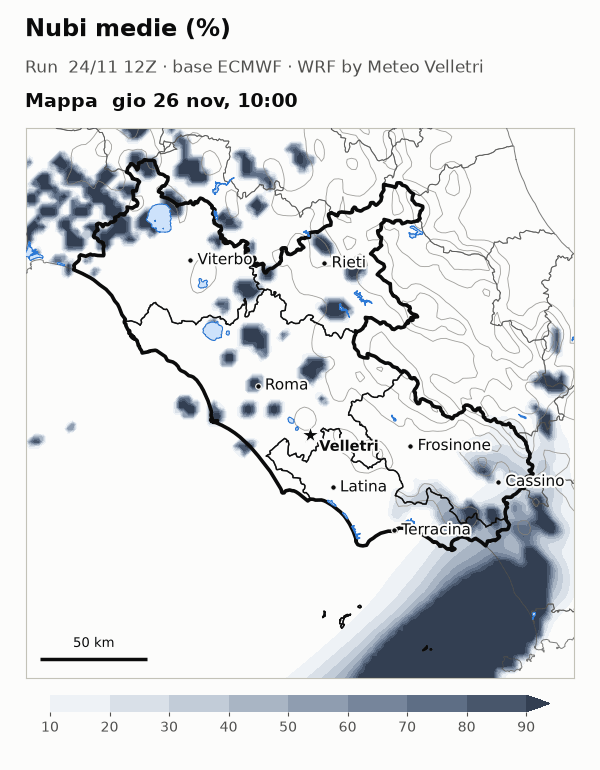 Nubi medie (%)
Run 24/11 12Z · base ECMWF · WRF by Meteo Velletri
Mappa gio 26 nov, 10:00
Viterbo
Rieti
Roma
Velletri
Frosinone
Cassino
Latina
Terracina
50 km
10 20 30 40 50 60 70 80 90